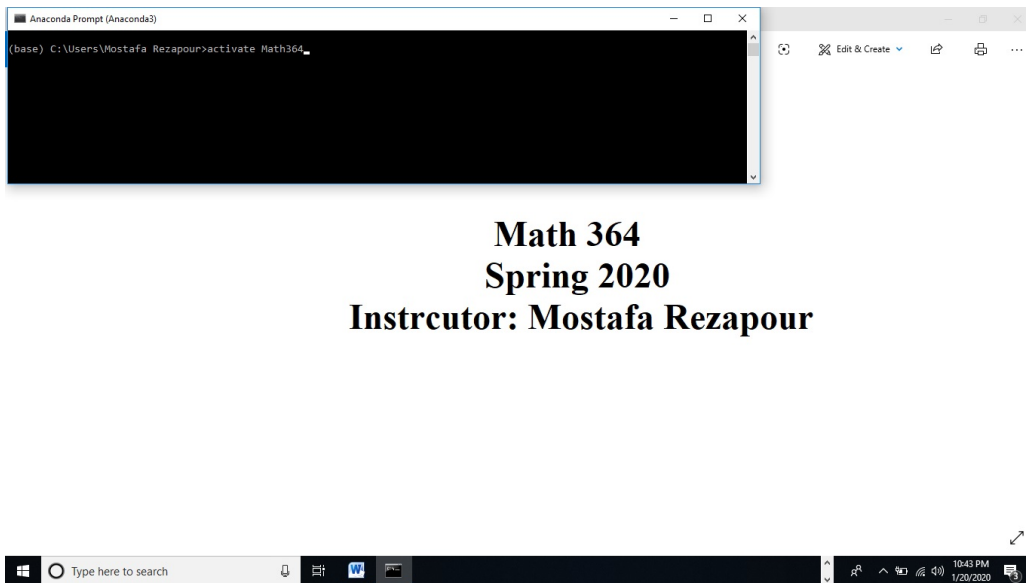 Anaconda Prompt (Anaconda3)
(base) C:\Users\Mostafa Rezapour>activate Math364
Edit & Create
Math 364
Spring 2020
Instrcutor: Mostafa Rezapour
Type here to search
10:43 PM
1/20/2020